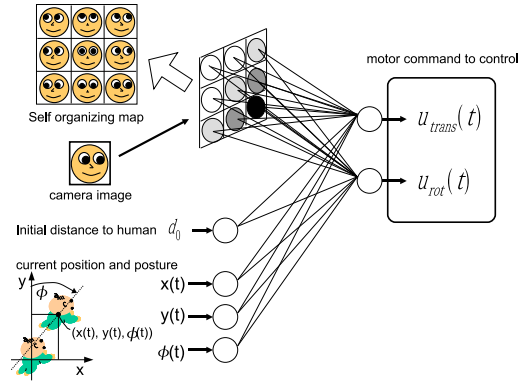 motor command to control
u_trans(t)
u_rot(t)
Self organizing map
camera image
Initial distance to human d_0
current position and posture
y
ϕ
(x(t), y(t), ϕ(t))
x
x(t)
y(t)
ϕ(t)